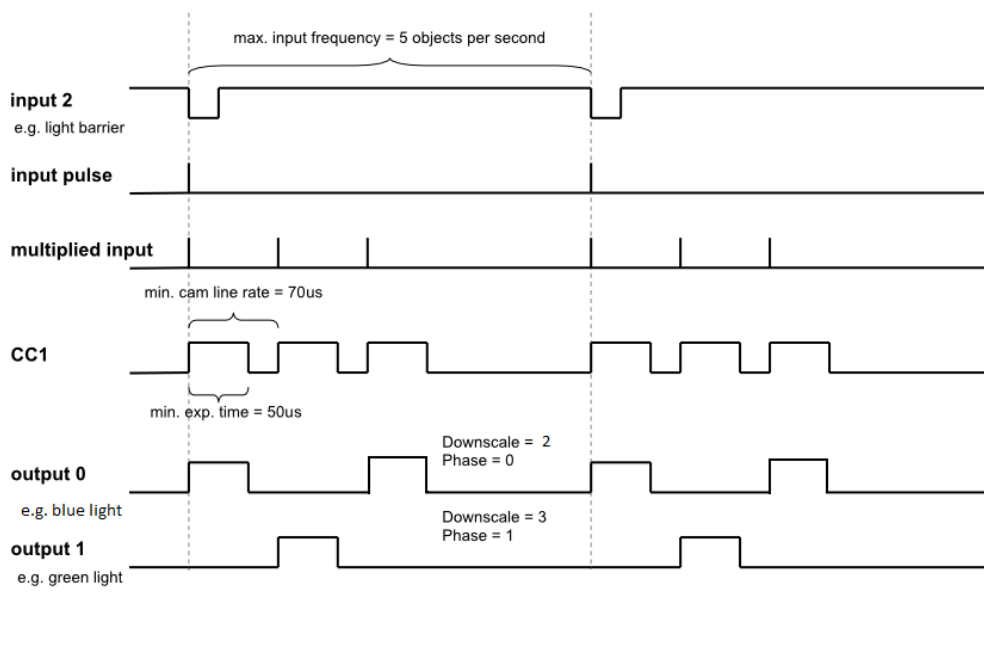 max. input frequency = 5 objects per second
input 2
e.g. light barrier
input pulse
multiplied input
min. cam line rate = 70us
CC1
min. exp. time = 50us
Downscale = 2
Phase = 0
output 0
e.g. blue light
Downscale = 3
Phase = 1
output 1
e.g. green light